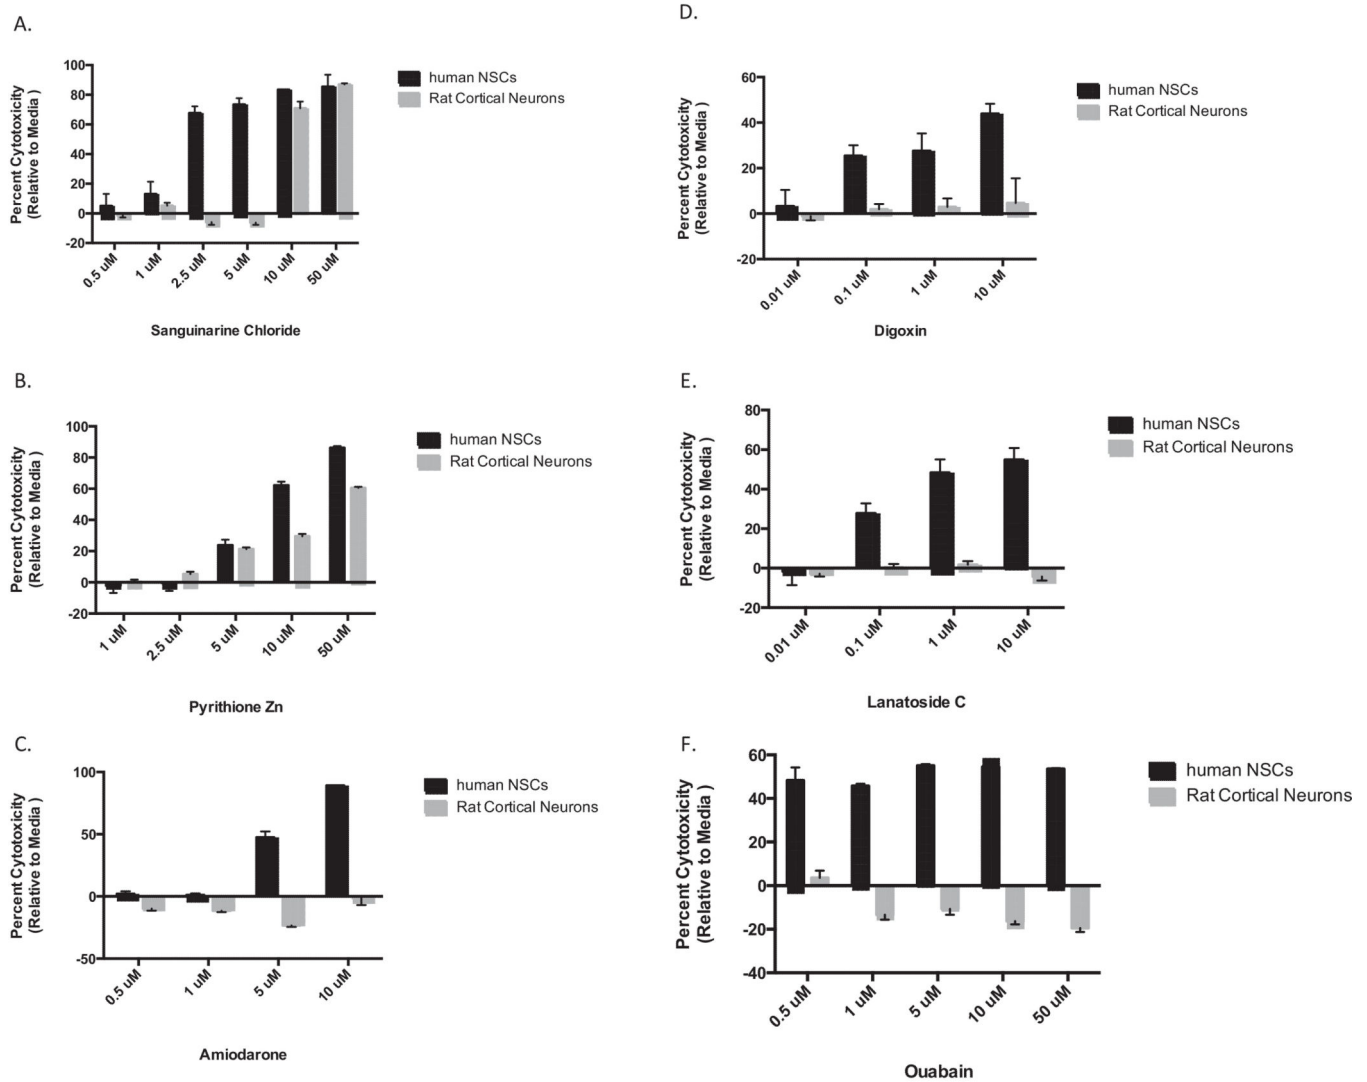 A.
Percent Cytotoxicity
(Relative to Media )
100
80
60
40
20
0
-20
0.5 uM
1 uM
2.5 uM
5 uM
10 uM
50 uM
Sanguinarine Chloride
human NSCs
Rat Cortical Neurons
D.
Percent Cytotoxicity
(Relative to Media )
60
40
20
0
-20
0.01 uM
0.1 uM
1 uM
10 uM
Digoxin
human NSCs
Rat Cortical Neurons
B.
Percent Cytotoxicity
(Relative to Media )
100
80
60
40
20
0
-20
1 uM
2.5 uM
5 uM
10 uM
50 uM
Pyrithione Zn
human NSCs
Rat Cortical Neurons
E.
Percent Cytotoxicity
(Relative to Media )
80
60
40
20
0
-20
0.01 uM
0.1 uM
1 uM
10 uM
Lanatoside C
human NSCs
Rat Cortical Neurons
C.
Percent Cytotoxicity
(Relative to Media )
100
50
0
-50
0.5 uM
1 uM
5 uM
10 uM
Amiodarone
human NSCs
Rat Cortical Neurons
F.
Percent Cytotoxicity
(Relative to Media )
60
40
20
0
-20
-40
0.5 uM
1 uM
5 uM
10 uM
50 uM
Ouabain
human NSCs
Rat Cortical Neurons